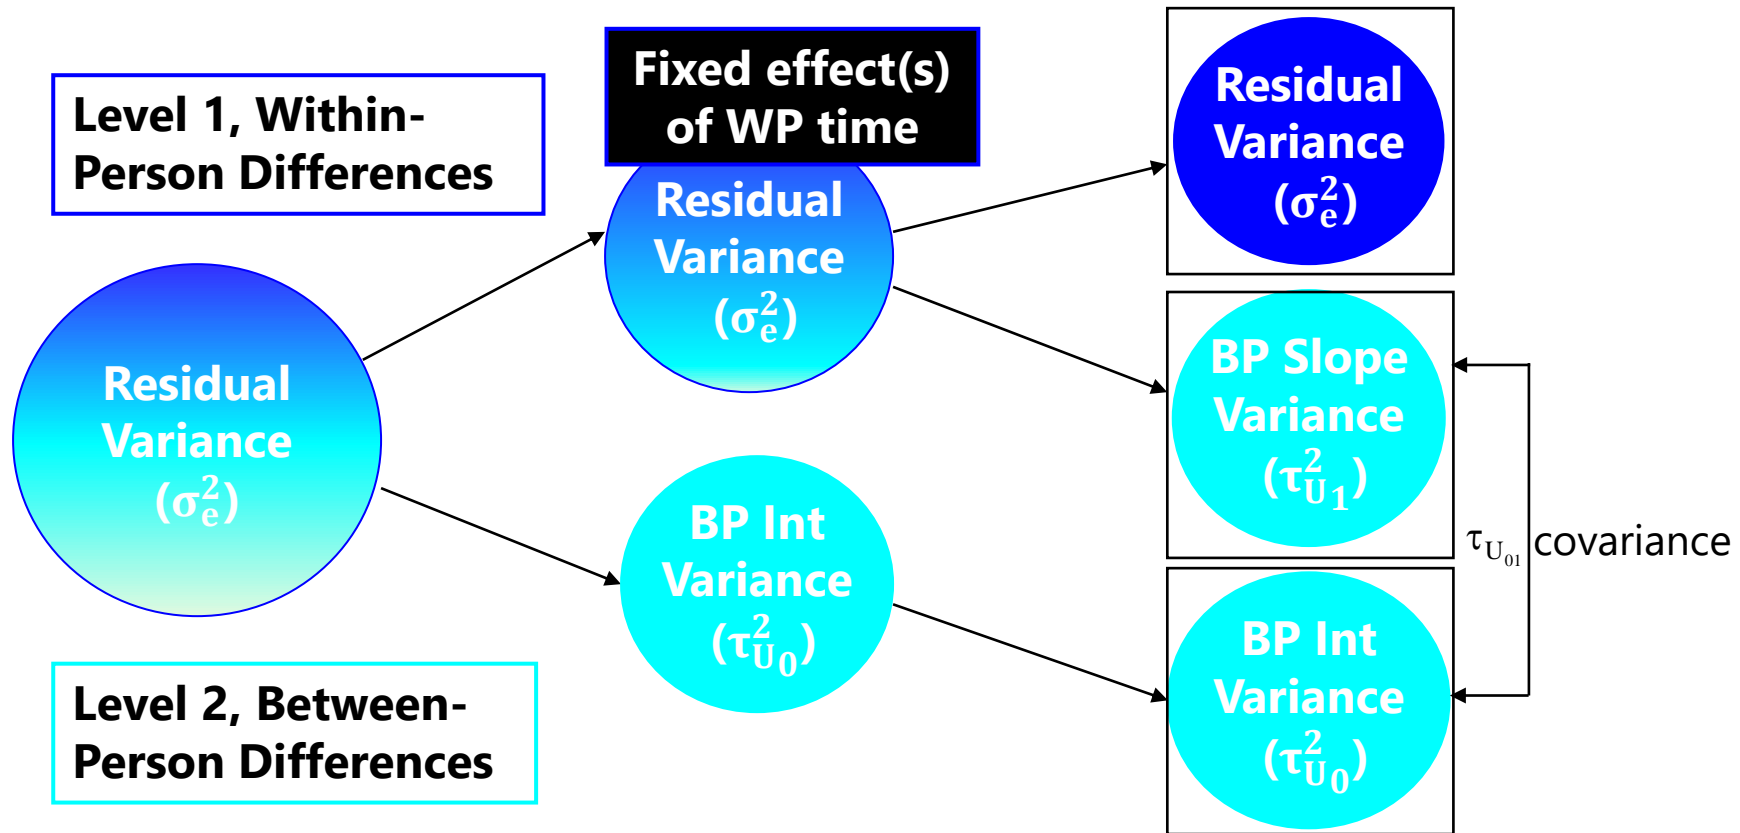 Level 1, Within-
Person Differences
Fixed effect(s)
of WP time
Residual
Variance
(σ²ₑ)
Residual
Variance
(σ²ₑ)
Residual
Variance
(σ²ₑ)
BP Int
Variance
(τ²U₀)
BP Slope
Variance
(τ²U₁)
BP Int
Variance
(τ²U₀)
τU₀₁ covariance
Level 2, Between-
Person Differences